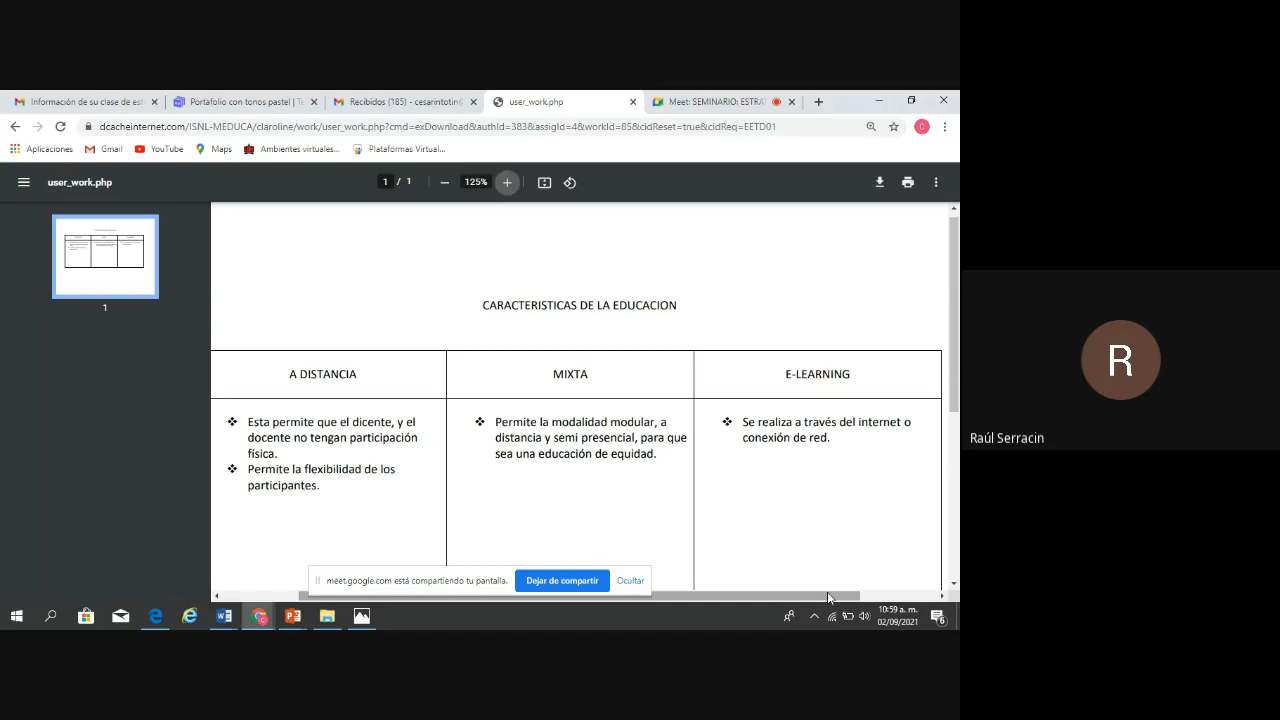 Información de su clase de est
Portafolio con tonos pastel | Te
Recibidos (185) - cesarintotin@
user_work.php
Meet: SEMINARIO: ESTRAT
dcacheinternet.com/ISNL-MEDUCA/claroline/work/user_work.php?cmd=exDownload&authId=383&assigId=4&workId=85&cidReset=true&cidReq=EETD01
C
Aplicaciones
Gmail
YouTube
Maps
Ambientes virtuales...
Plataformas Virtual...
user_work.php
1 / 1
125%
1
CARACTERISTICAS DE LA EDUCACION
A DISTANCIA
MIXTA
E-LEARNING
Esta permite que el dicente, y el
docente no tengan participación
física.
Permite la flexibilidad de los
participantes.
Permite la modalidad modular, a
distancia y semi presencial, para que
sea una educación de equidad.
Se realiza a través del internet o
conexión de red.
meet.google.com está compartiendo tu pantalla.
Dejar de compartir
Ocultar
10:59 a. m.
02/09/2021
6
R
Raúl Serracin